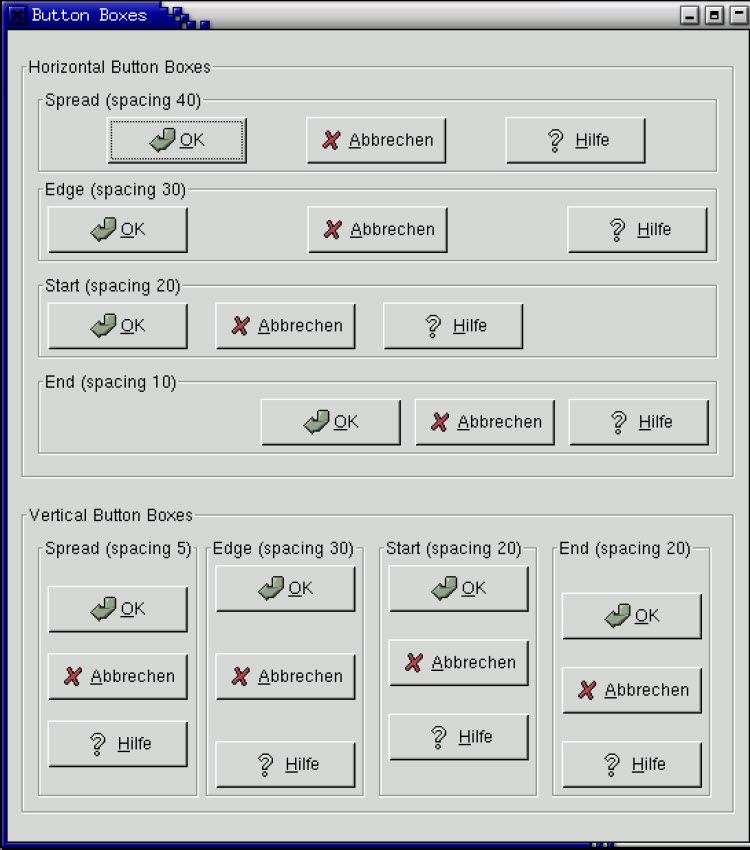 Button Boxes
Horizontal Button Boxes
Spread (spacing 40)
OK Abbrechen Hilfe
Edge (spacing 30)
OK Abbrechen Hilfe
Start (spacing 20)
OK Abbrechen Hilfe
End (spacing 10)
OK Abbrechen Hilfe
Vertical Button Boxes
Spread (spacing 5) Edge (spacing 30) Start (spacing 20) End (spacing 20)
OK OK OK OK
Abbrechen Abbrechen Abbrechen Abbrechen
Hilfe Hilfe Hilfe Hilfe